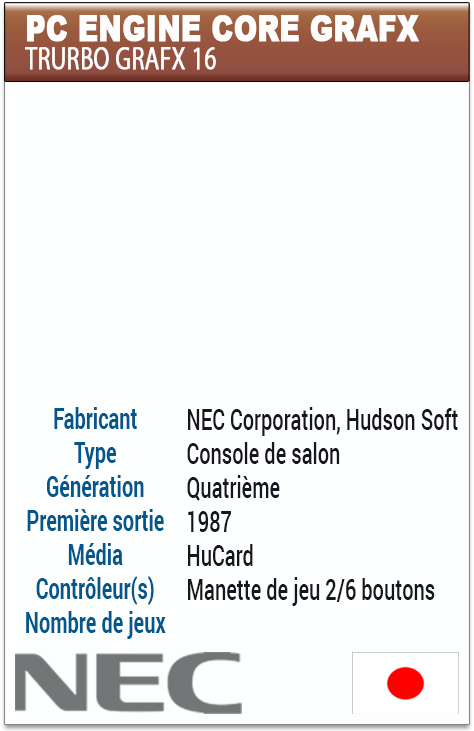 PC ENGINE CORE GRAFX
TRURBO GRAFX 16
Fabricant NEC Corporation, Hudson Soft
Type Console de salon
Génération Quatrième
Première sortie 1987
Média HuCard
Contrôleur(s) Manette de jeu 2/6 boutons
Nombre de jeux
NEC